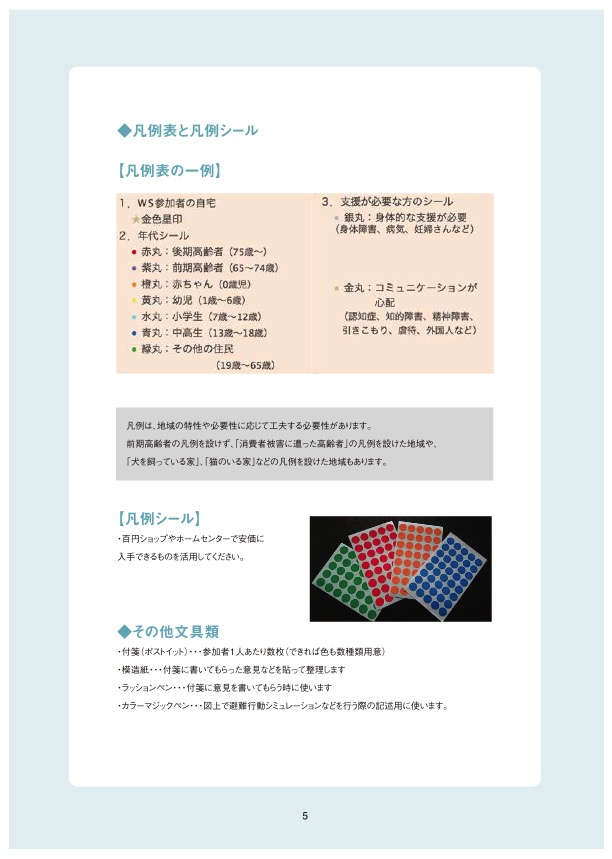 ◆凡例表と凡例シール
【凡例表の一例】
1．WS参加者の自宅
★金色星印
2．年代シール
● 赤丸：後期高齢者（75歳～）
● 紫丸：前期高齢者（65～74歳）
● 橙丸：赤ちゃん（0歳児）
● 黄丸：幼児（1歳～6歳）
● 水丸：小学生（7歳～12歳）
● 青丸：中高生（13歳～18歳）
● 緑丸：その他の住民
（19歳～65歳）
3．支援が必要な方のシール
● 銀丸：身体的な支援が必要
（身体障害、病気、妊婦さんなど）
● 金丸：コミュニケーションが
心配
（認知症、知的障害、精神障害、
引きこもり、虐待、外国人など）
凡例は、地域の特性や必要性に応じて工夫する必要性があります。
前期高齢者の凡例を設けず、「消費者被害に遭った高齢者」の凡例を設けた地域や、
「犬を飼っている家」、「猫のいる家」などの凡例を設けた地域もあります。
【凡例シール】
・百円ショップやホームセンターで安価に
入手できるものを活用してください。
◆その他文具類
・付箋（ポストイット）・・・参加者1人あたり数枚（できれば色も数種類用意）
・模造紙・・・付箋に書いてもらった意見などを貼って整理します
・ラッションペン・・・付箋に意見を書いてもらう時に使います
・カラーマジックペン・・・図上で避難行動シミュレーションなどを行う際の記述用に使います。
5